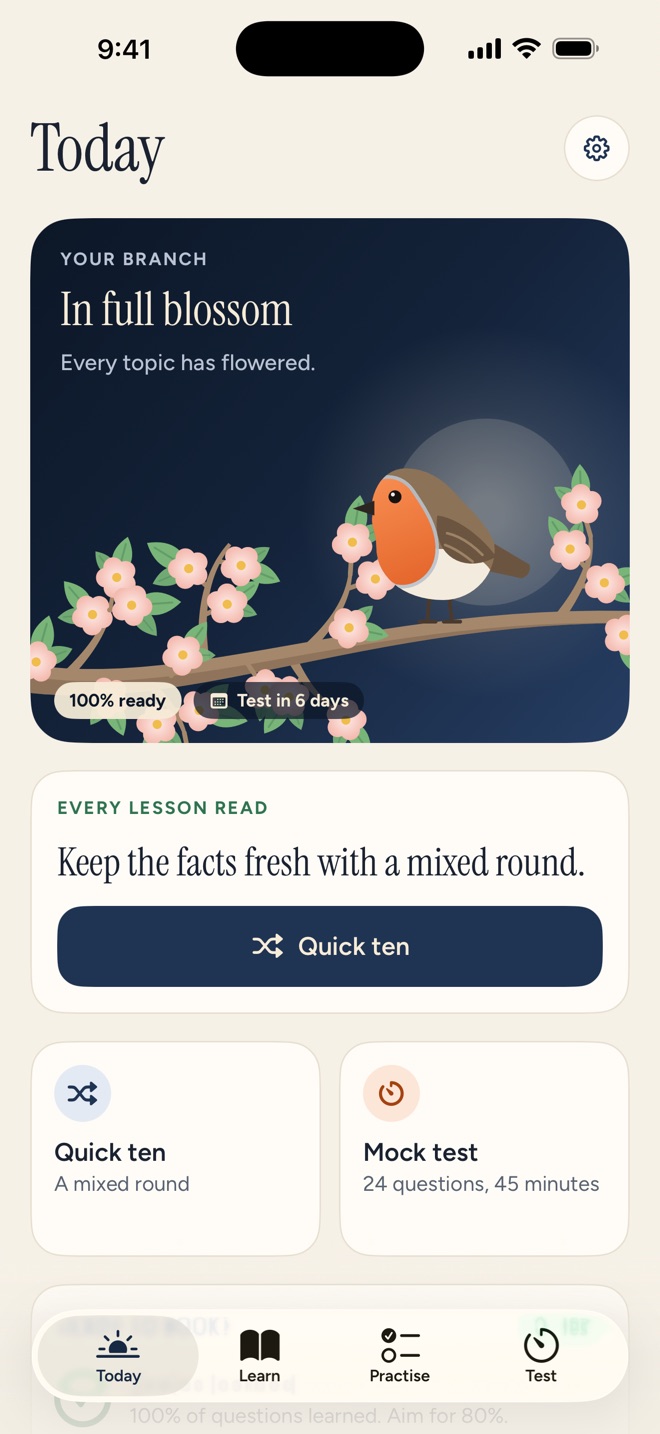 9:41
Today
YOUR BRANCH
In full blossom
Every topic has flowered.
100% ready
Test in 6 days
EVERY LESSON READ
Keep the facts fresh with a mixed round.
Quick ten
Quick ten
A mixed round
Mock test
24 questions, 45 minutes
100% of questions learned. Aim for 80%.
Today
Learn
Practise
Test